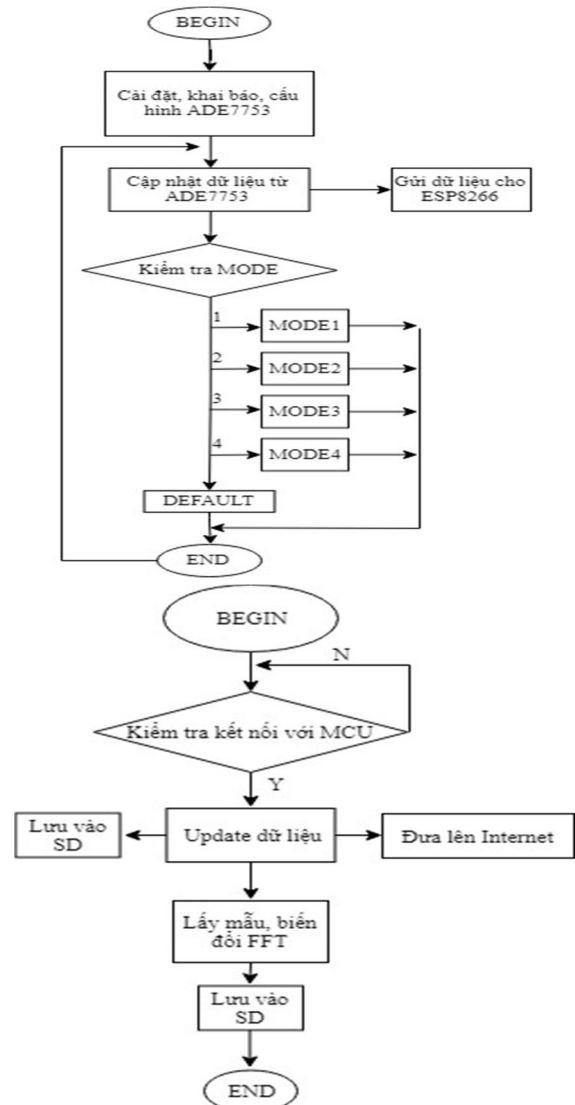 BEGIN
Cài đặt, khai báo, cấu
hình ADE7753
Cập nhật dữ liệu từ
ADE7753
Gửi dữ liệu cho
ESP8266
Kiểm tra MODE
1
MODE1
2
MODE2
3
MODE3
4
MODE4
DEFAULT
END
BEGIN
N
Kiểm tra kết nối với MCU
Y
Lưu vào
SD
Update dữ liệu
Đưa lên Internet
Lấy mẫu, biến
đổi FFT
Lưu vào
SD
END